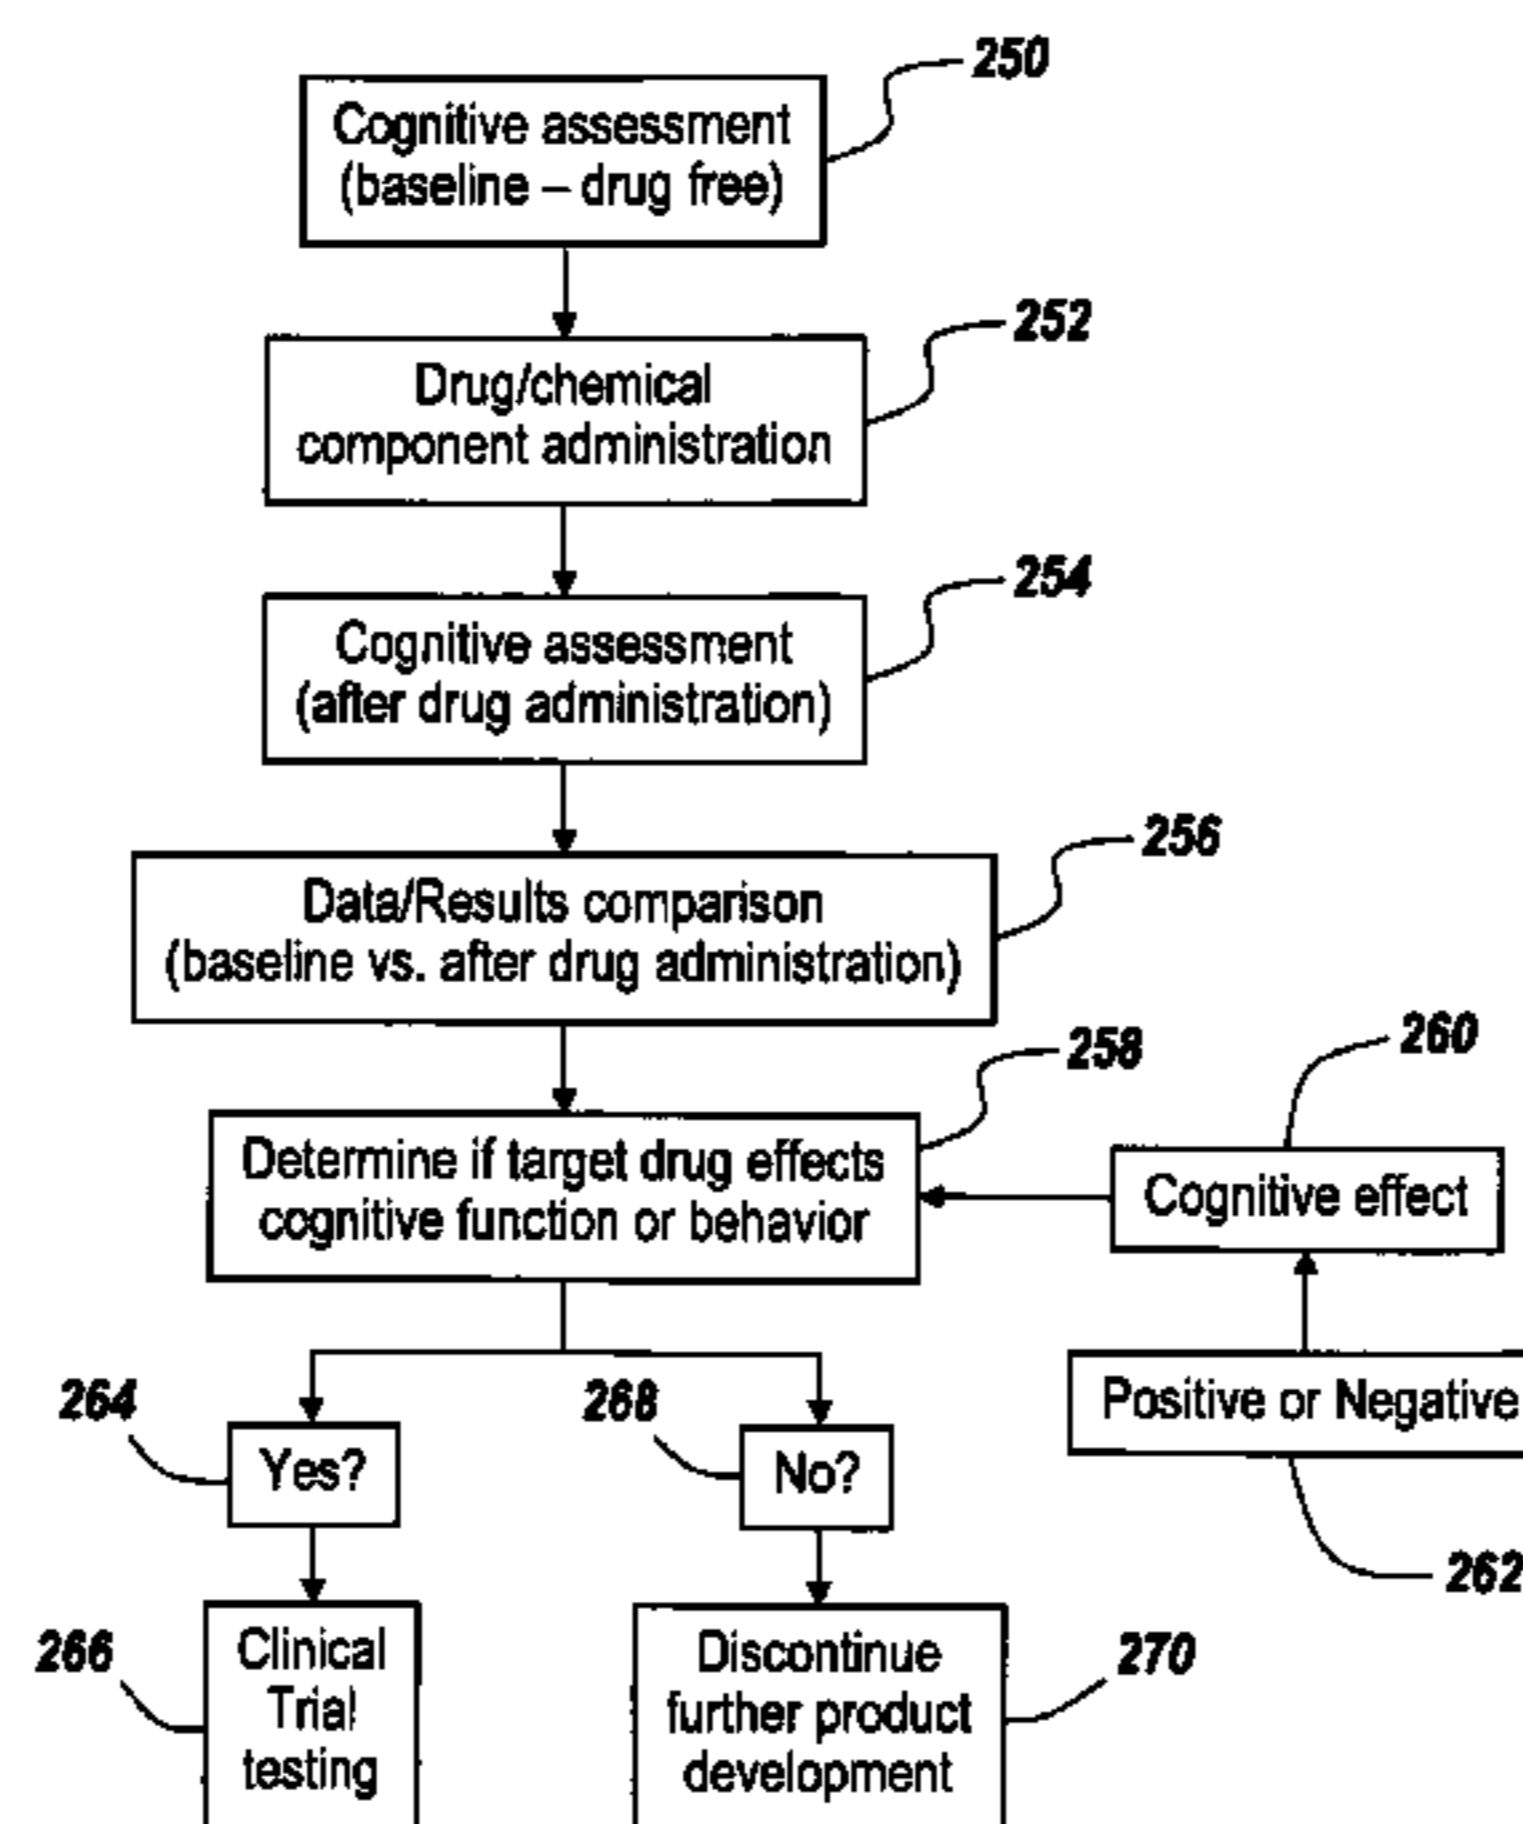 250
Cognitive assessment
(baseline – drug free)
252
Drug/chemical
component administration
254
Cognitive assessment
(after drug administration)
256
Data/Results comparison
(baseline vs. after drug administration)
258
Determine if target drug effects
cognitive function or behavior
260
Cognitive effect
Positive or Negative
262
264
Yes?
268
No?
266
Clinical
Trial
testing
270
Discontinue
further product
development